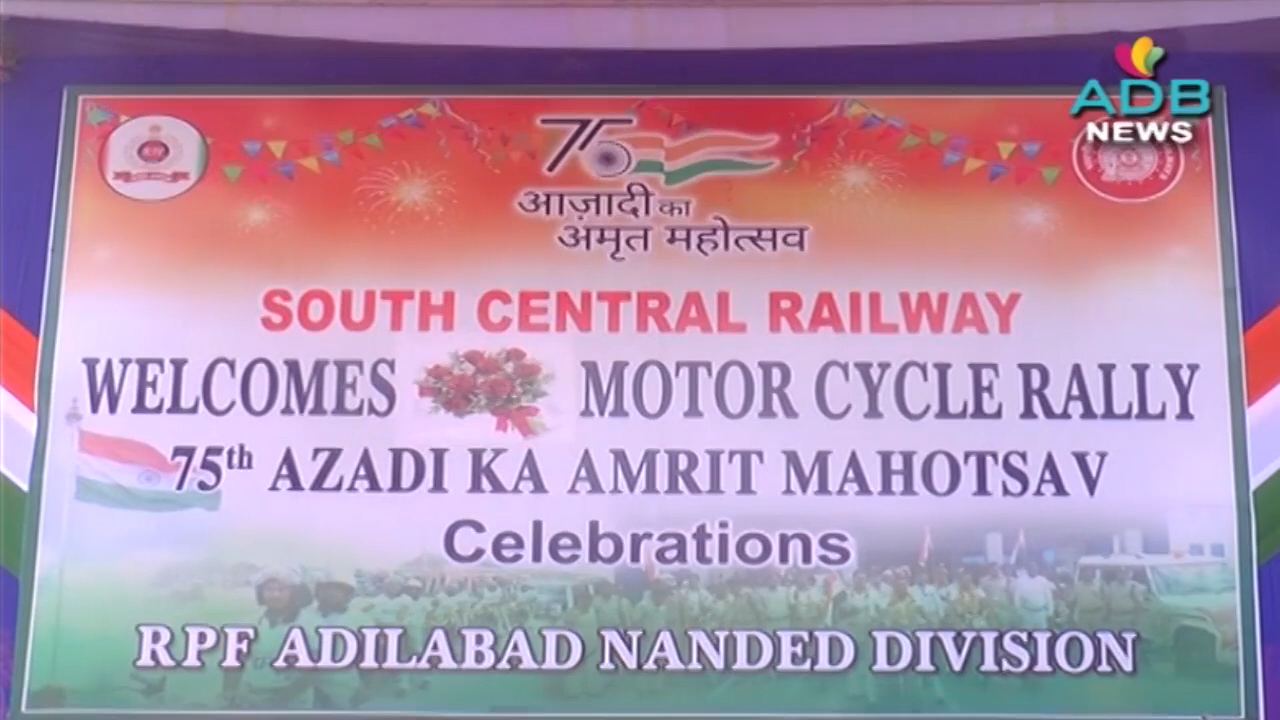 ADB
NEWS
75
आज़ादी का
अमृत महोत्सव
SOUTH CENTRAL RAILWAY
WELCOMES MOTOR CYCLE RALLY
75th AZADI KA AMRIT MAHOTSAV
Celebrations
RPF ADILABAD NANDED DIVISION